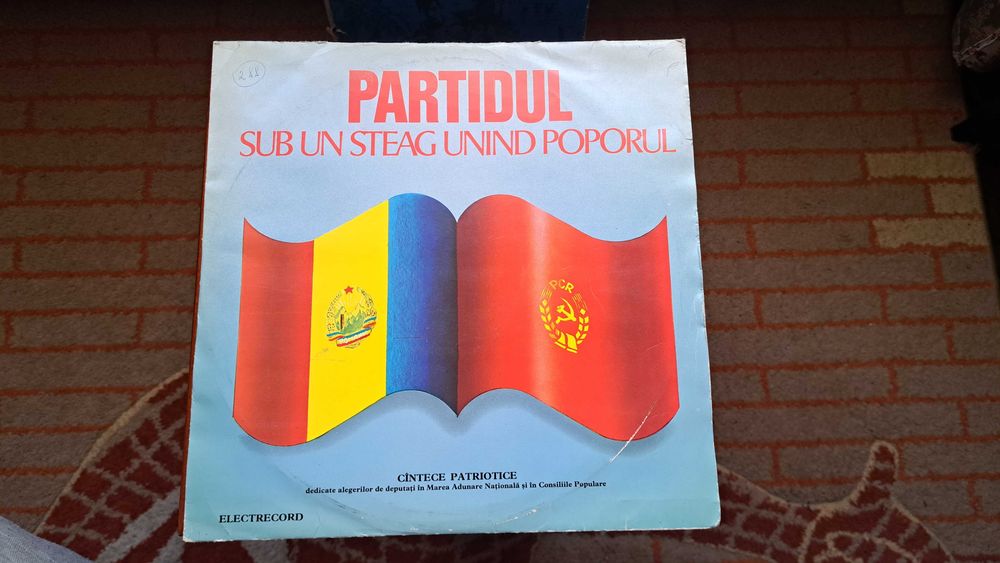 288
PARTIDUL
SUB UN STEAG UNIND POPORUL
PCR
CÎNTECE PATRIOTICE
dedicate alegerilor de deputați în Marea Adunare Națională și în Consiliile Populare
ELECTRECORD